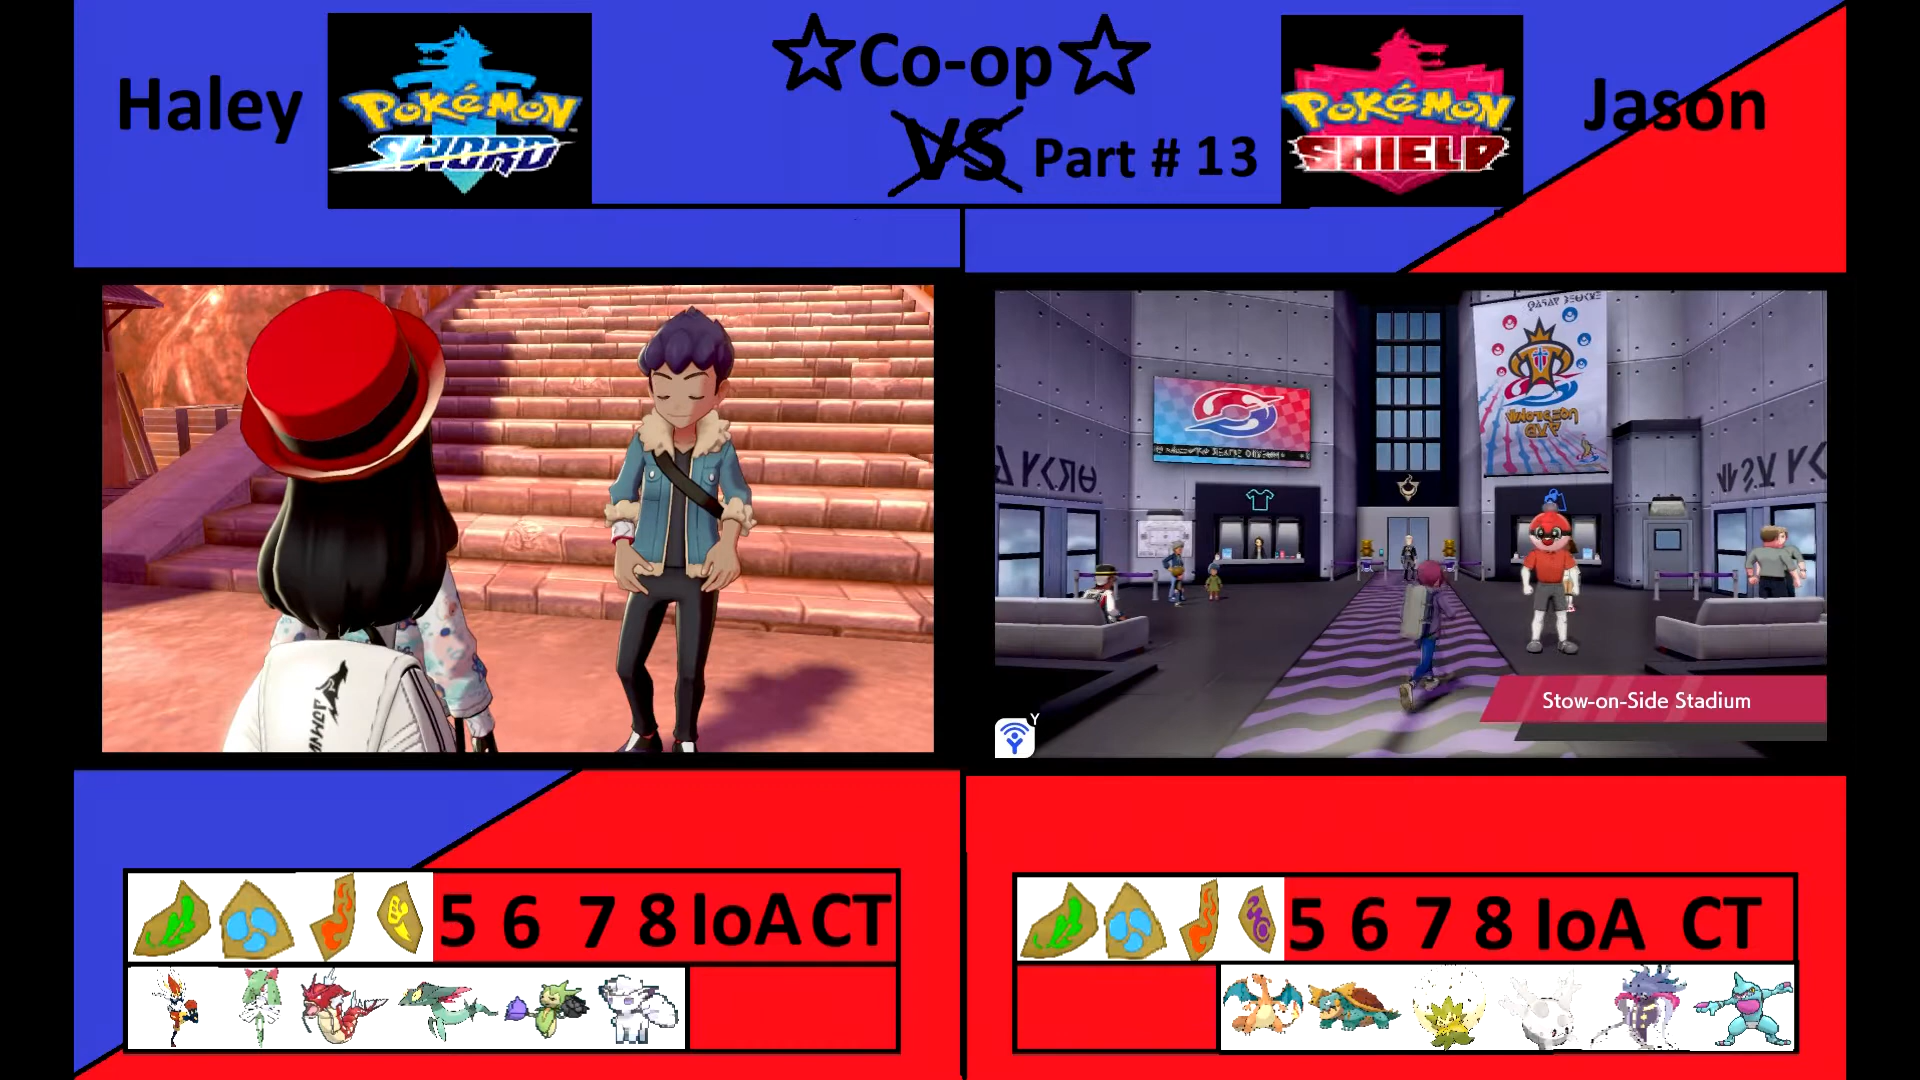 Haley
POKéMON
SWORD
☆Co-op☆
VS Part # 13
POKéMON
SHIELD
Jason
Stow-on-Side Stadium
Y
5 6 7 8 IoA CT
5 6 7 8 IoA CT